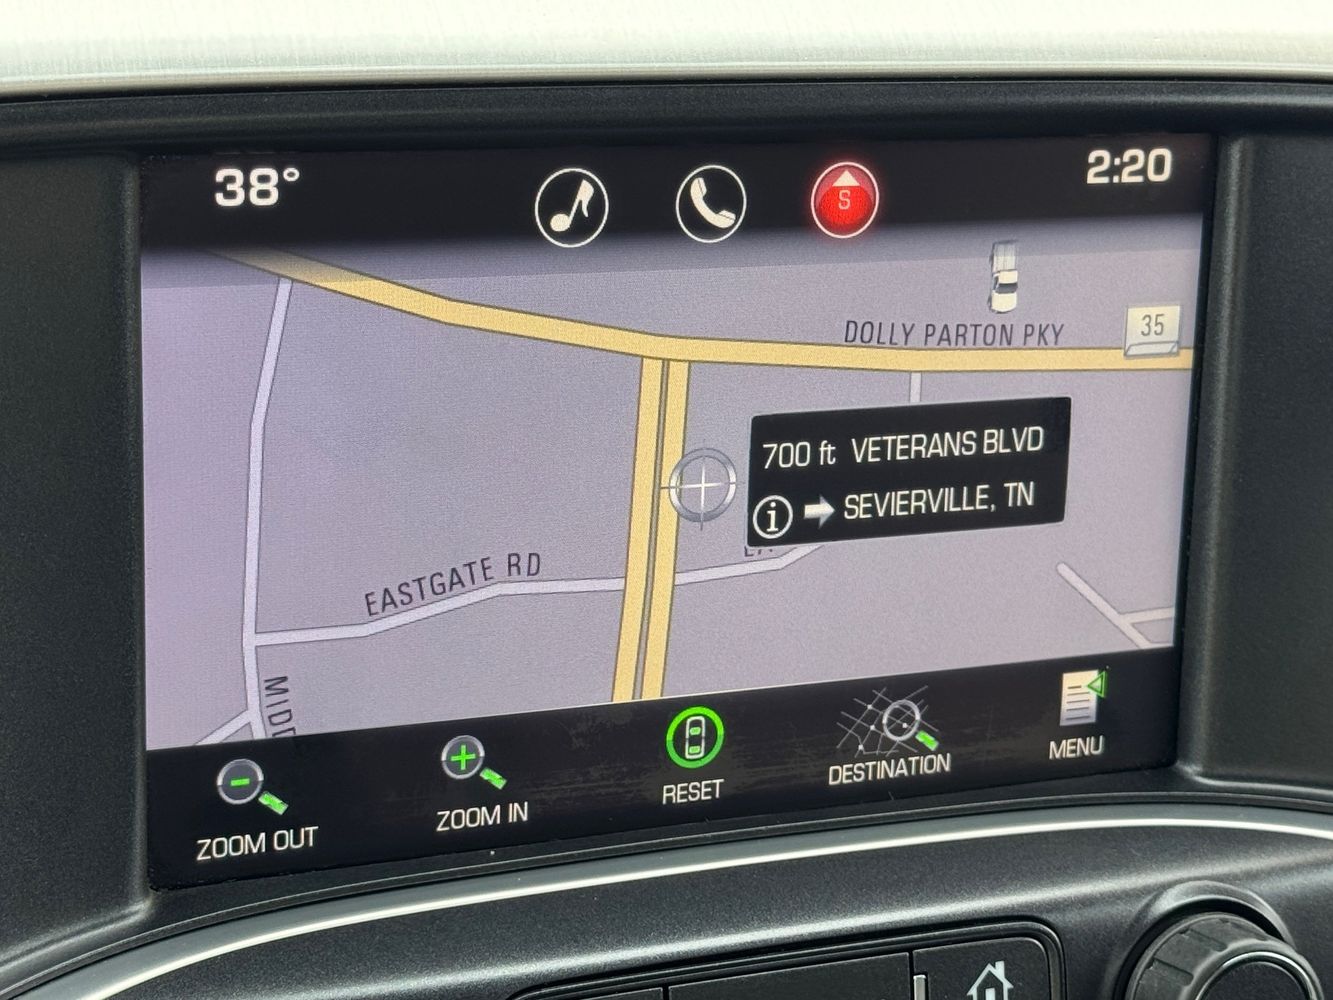 38°
S
2:20
DOLLY PARTON PKY
35
700 ft VETERANS BLVD
SEVIERVILLE, TN
EASTGATE RD
ZOOM OUT
ZOOM IN
RESET
DESTINATION
MENU